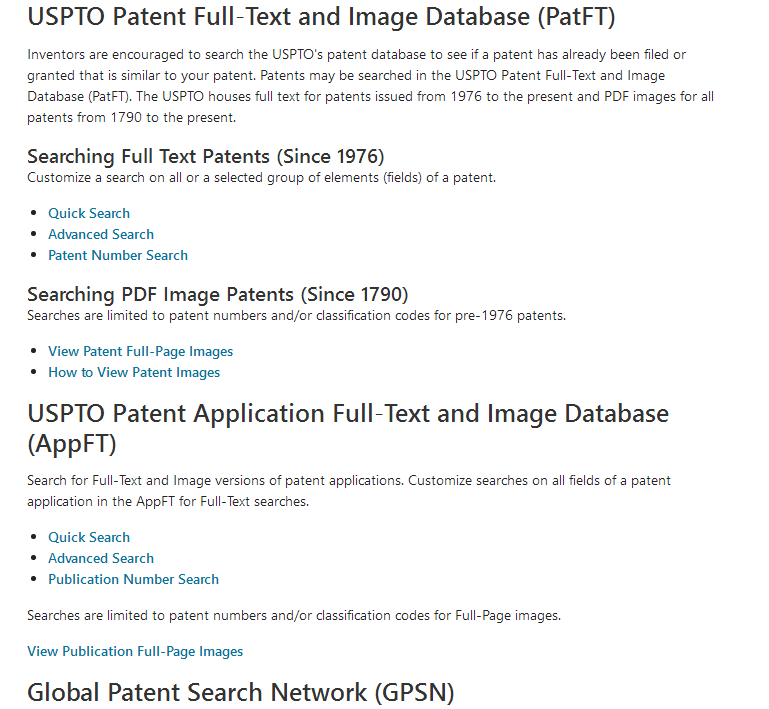 USPTO Patent Full-Text and Image Database (PatFT)
Inventors are encouraged to search the USPTO's patent database to see if a patent has already been filed or
granted that is similar to your patent. Patents may be searched in the USPTO Patent Full-Text and Image
Database (PatFT). The USPTO houses full text for patents issued from 1976 to the present and PDF images for all
patents from 1790 to the present.
Searching Full Text Patents (Since 1976)
Customize a search on all or a selected group of elements (fields) of a patent.
• Quick Search
• Advanced Search
• Patent Number Search
Searching PDF Image Patents (Since 1790)
Searches are limited to patent numbers and/or classification codes for pre-1976 patents.
• View Patent Full-Page Images
• How to View Patent Images
USPTO Patent Application Full-Text and Image Database
(AppFT)
Search for Full-Text and Image versions of patent applications. Customize searches on all fields of a patent
application in the AppFT for Full-Text searches.
• Quick Search
• Advanced Search
• Publication Number Search
Searches are limited to patent numbers and/or classification codes for Full-Page images.
View Publication Full-Page Images
Global Patent Search Network (GPSN)